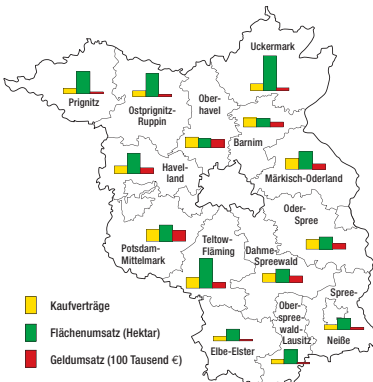 Uckermark
Prignitz
Ostprignitz-
Ruppin
Ober-
havel
Barnim
Havel-
land
Märkisch-Oderland
Oder-
Spree
Potsdam-
Mittelmark
Teltow-
Fläming
Dahme-
Spreewald
Spree-
Neiße
Ober-
spree-
wald-
Lausitz
Elbe-Elster
Kaufverträge
Flächenumsatz (Hektar)
Geldumsatz (100 Tausend €)